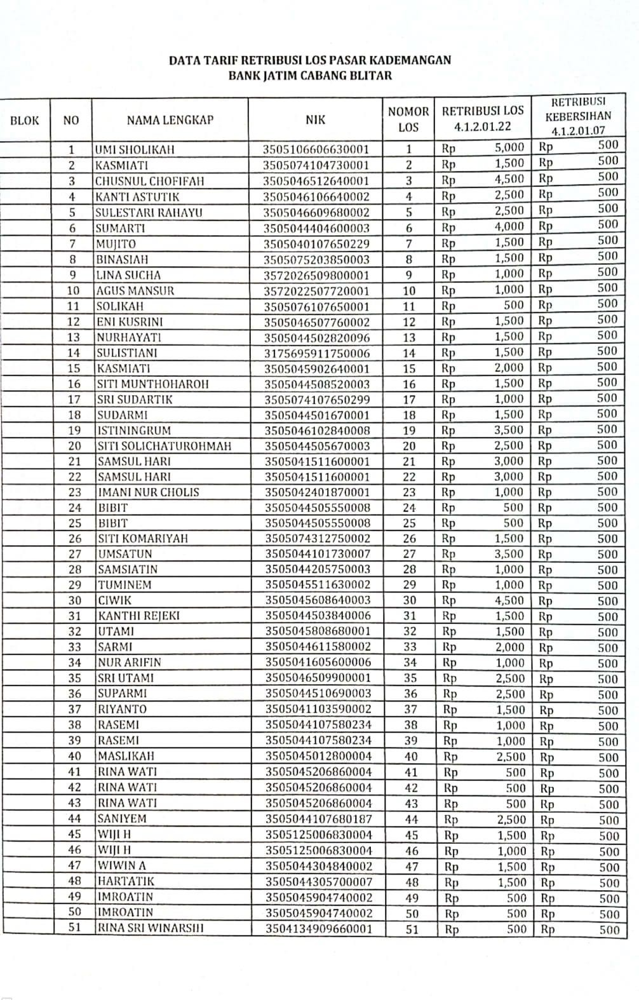 DATA TARIF RETRIBUSI LOS PASAR KADEMANGAN
BANK JATIM CABANG BLITAR
BLOK NO NAMA LENGKAP NIK NOMOR LOS RETRIBUSI LOS 4.1.2.01.22 RETRIBUSI KEBERSIHAN 4.1.2.01.07
1 UMI SHOLIKAH 3505106606630001 1 Rp 5,000 Rp 500
2 KASMIATI 3505074104730001 2 Rp 1,500 Rp 500
3 CHUSNUL CHOFIFAH 3505046512640001 3 Rp 4,500 Rp 500
4 KANTI ASTUTIK 3505046106640002 4 Rp 2,500 Rp 500
5 SULESTARI RAHAYU 3505046609680002 5 Rp 2,500 Rp 500
6 SUMARTI 3505044404600003 6 Rp 4,000 Rp 500
7 MUJITO 3505040107650229 7 Rp 1,500 Rp 500
8 BINASIAH 3505075203850003 8 Rp 1,500 Rp 500
9 LINA SUCHA 3572026509800001 9 Rp 1,000 Rp 500
10 AGUS MANSUR 3572022507720001 10 Rp 1,000 Rp 500
11 SOLIKAH 3505076107650001 11 Rp 500 Rp 500
12 ENI KUSRINI 3505046507760002 12 Rp 1,500 Rp 500
13 NURHAYATI 3505044502820096 13 Rp 1,500 Rp 500
14 SULISTIANI 3175695911750006 14 Rp 1,500 Rp 500
15 KASMIATI 3505045902640001 15 Rp 2,000 Rp 500
16 SITI MUNTHOHAROH 3505044508520003 16 Rp 1,500 Rp 500
17 SRI SUDARTIK 3505074107650299 17 Rp 1,000 Rp 500
18 SUDARMI 3505044501670001 18 Rp 1,500 Rp 500
19 ISTININGRUM 3505046102840008 19 Rp 3,500 Rp 500
20 SITI SOLICHATUROHMAH 3505044505670003 20 Rp 2,500 Rp 500
21 SAMSUL HARI 3505041511600001 21 Rp 3,000 Rp 500
22 SAMSUL HARI 3505041511600001 22 Rp 3,000 Rp 500
23 IMANI NUR CHOLIS 3505042401870001 23 Rp 1,000 Rp 500
24 BIBIT 3505044505550008 24 Rp 500 Rp 500
25 BIBIT 3505044505550008 25 Rp 500 Rp 500
26 SITI KOMARIYAH 3505074312750002 26 Rp 1,500 Rp 500
27 UMSATUN 3505044101730007 27 Rp 3,500 Rp 500
28 SAMSIATIN 3505044205750003 28 Rp 1,000 Rp 500
29 TUMINEM 3505045511630002 29 Rp 1,000 Rp 500
30 CIWIK 3505045608640003 30 Rp 4,500 Rp 500
31 KANTHI REJEKI 3505044503840006 31 Rp 1,500 Rp 500
32 UTAMI 3505045808680001 32 Rp 1,500 Rp 500
33 SARMI 3505044611580002 33 Rp 2,000 Rp 500
34 NUR ARIFIN 3505041605600006 34 Rp 1,000 Rp 500
35 SRI UTAMI 3505046509900001 35 Rp 2,500 Rp 500
36 SUPARMI 3505044510690003 36 Rp 2,500 Rp 500
37 RIYANTO 3505041103590002 37 Rp 1,500 Rp 500
38 RASEMI 3505044107580234 38 Rp 1,000 Rp 500
39 RASEMI 3505044107580234 39 Rp 1,000 Rp 500
40 MASLIKAH 3505045012800004 40 Rp 2,500 Rp 500
41 RINA WATI 3505045206860004 41 Rp 500 Rp 500
42 RINA WATI 3505045206860004 42 Rp 500 Rp 500
43 RINA WATI 3505045206860004 43 Rp 500 Rp 500
44 SANIYEM 3505044107680187 44 Rp 2,500 Rp 500
45 WIJI H 3505125006830004 45 Rp 1,500 Rp 500
46 WIJI H 3505125006830004 46 Rp 1,000 Rp 500
47 WIWIN A 3505044304840002 47 Rp 1,500 Rp 500
48 HARTATIK 3505044305700007 48 Rp 1,500 Rp 500
49 IMROATIN 3505045904740002 49 Rp 500 Rp 500
50 IMROATIN 3505045904740002 50 Rp 500 Rp 500
51 RINA SRI WINARSIH 3504134909660001 51 Rp 500 Rp 500